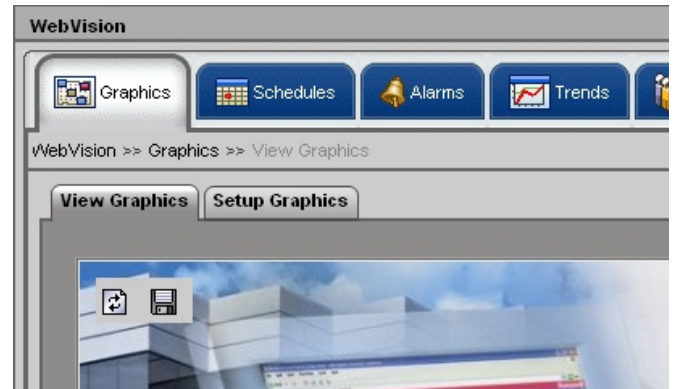 WebVision
Graphics Schedules Alarms Trends
WebVision >> Graphics >> View Graphics
View Graphics Setup Graphics